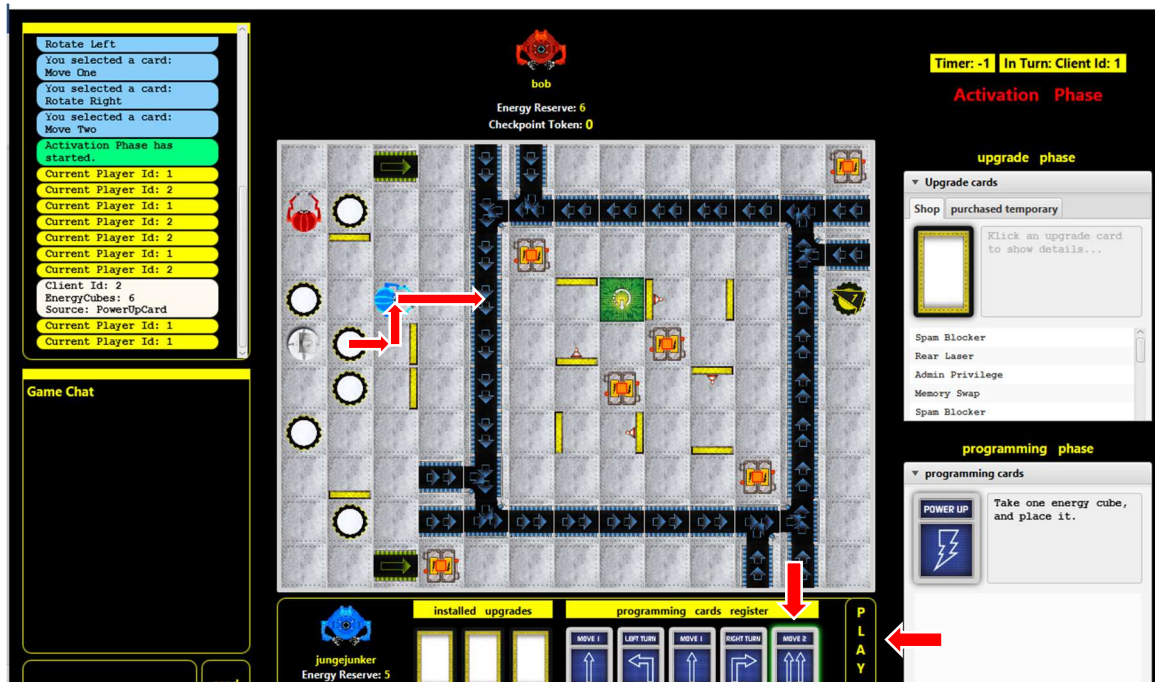 Rotate Left
You selected a card:
Move One
You selected a card:
Rotate Right
You selected a card:
Move Two
Activation Phase has
started.
Current Player Id: 1
Current Player Id: 2
Current Player Id: 1
Current Player Id: 2
Current Player Id: 2
Current Player Id: 1
Current Player Id: 2
Client Id: 2
EnergyCubes: 6
Source: PowerUpCard
Current Player Id: 1
Current Player Id: 1
Game Chat
bob
Energy Reserve: 6
Checkpoint Token: 0
Timer: -1 In Turn: Client Id: 1
Activation Phase
upgrade phase
Upgrade cards
Shop purchased temporary
Klick an upgrade card
to show details...
Spam Blocker
Rear Laser
Admin Privilege
Memory Swap
Spam Blocker
programming phase
programming cards
POWER UP
Take one energy cube,
and place it.
jungejunker
Energy Reserve: 5
installed upgrades
programming cards register
MOVE 1 LEFT TURN MOVE 1 RIGHT TURN MOVE 2
PLAY